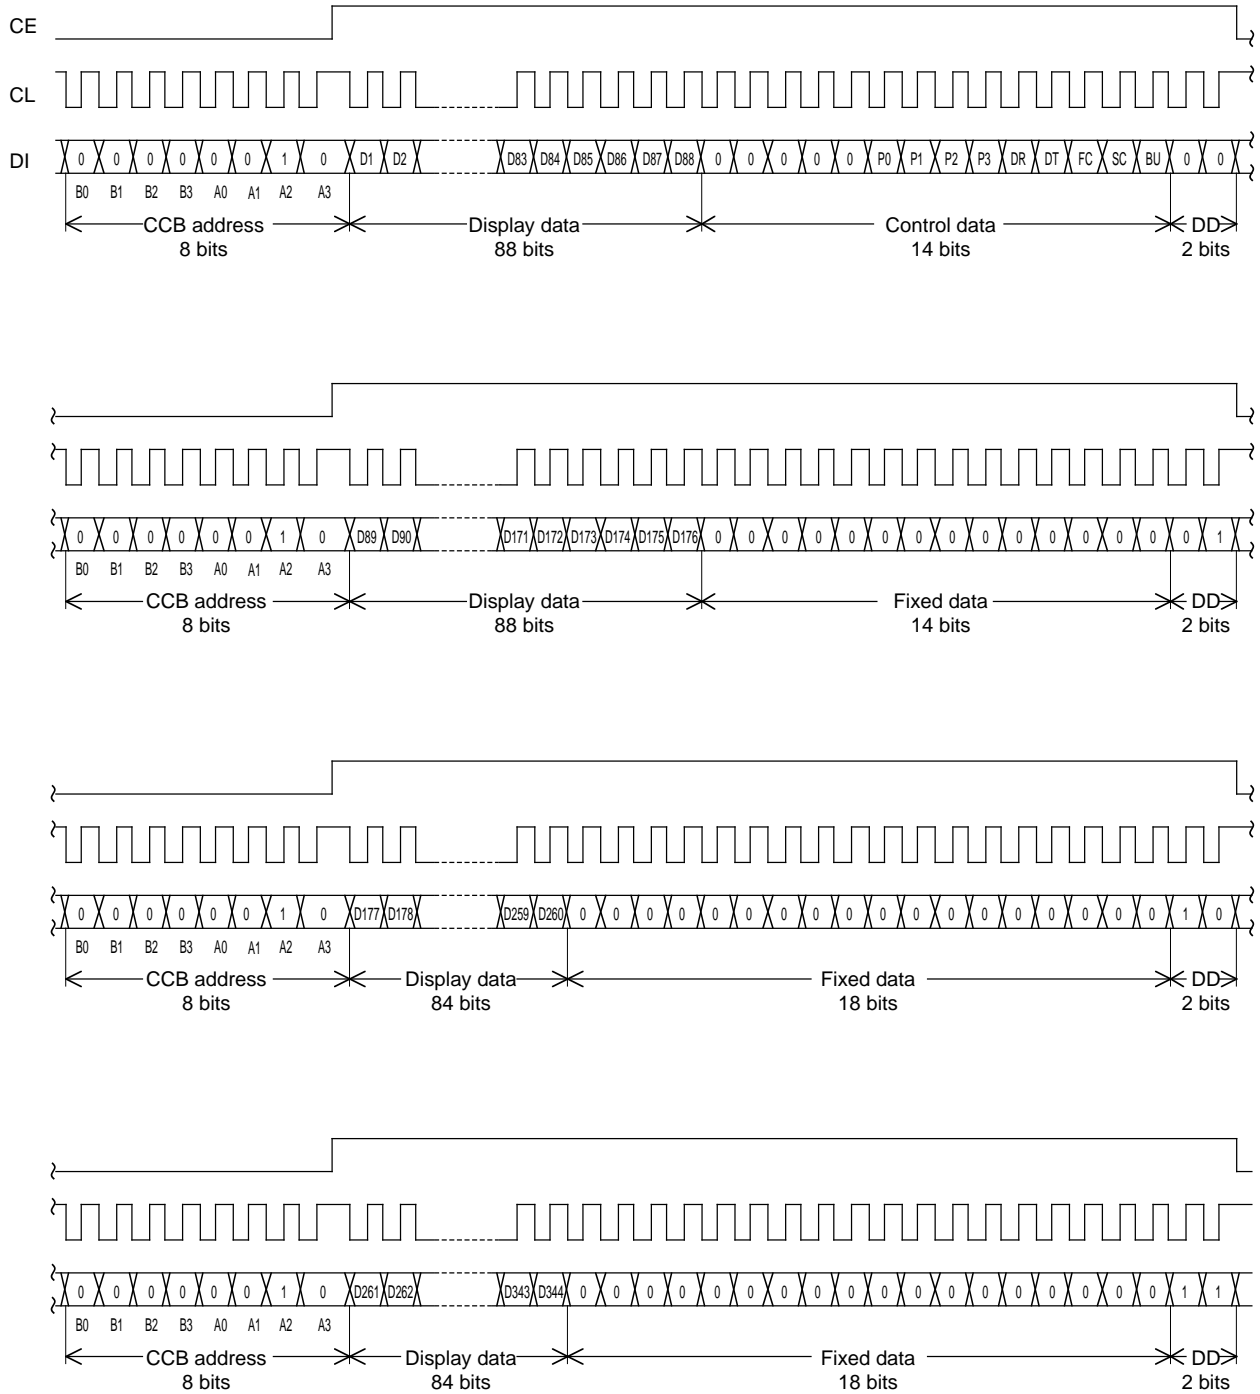 CE
CL
DI 0 0 0 0 0 0 1 0 D1 D2 D83 D84 D85 D86 D87 D88 0 0 0 0 0 P0 P1 P2 P3 DR DT FC SC BU 0 0
B0 B1 B2 B3 A0 A1 A2 A3
CCB address Display data Control data DD
8 bits 88 bits 14 bits 2 bits
0 0 0 0 0 0 1 0 D89 D90 D171 D172 D173 D174 D175 D176 0 0 0 0 0 0 0 0 0 0 0 0 0 0 0 1
B0 B1 B2 B3 A0 A1 A2 A3
CCB address Display data Fixed data DD
8 bits 88 bits 14 bits 2 bits
0 0 0 0 0 0 1 0 D177 D178 D259 D260 0 0 0 0 0 0 0 0 0 0 0 0 0 0 0 0 0 0 1 0
B0 B1 B2 B3 A0 A1 A2 A3
CCB address Display data Fixed data DD
8 bits 84 bits 18 bits 2 bits
0 0 0 0 0 0 1 0 D261 D262 D343 D344 0 0 0 0 0 0 0 0 0 0 0 0 0 0 0 0 0 0 1 1
B0 B1 B2 B3 A0 A1 A2 A3
CCB address Display data Fixed data DD
8 bits 84 bits 18 bits 2 bits